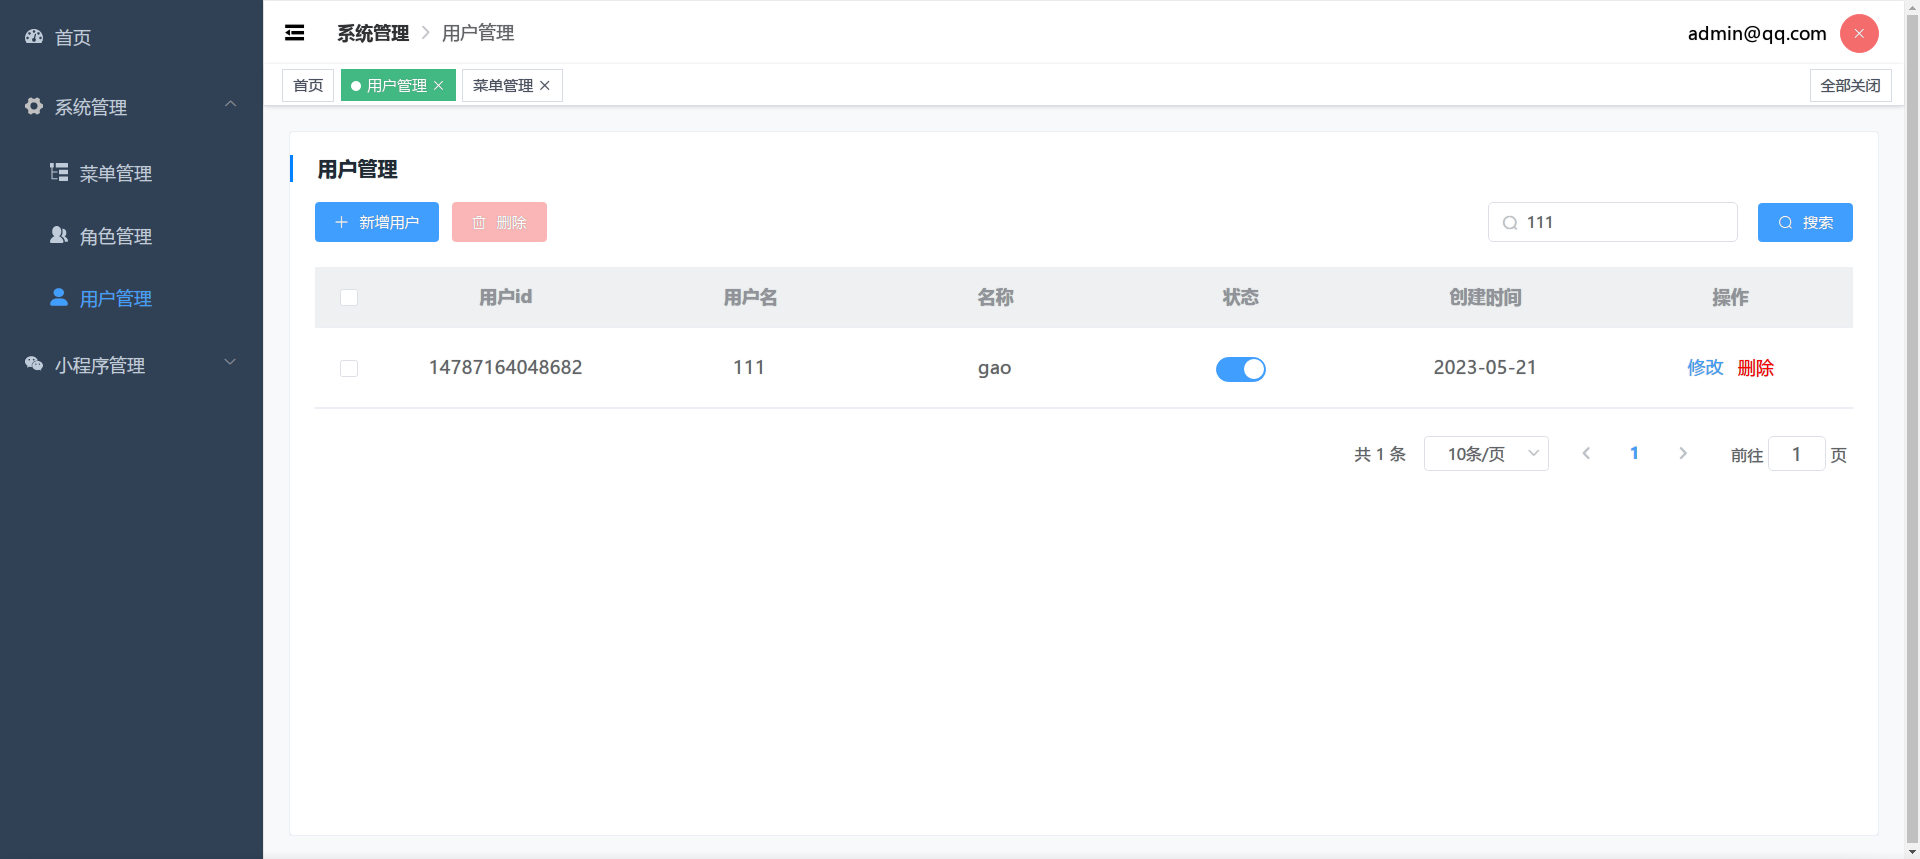 首页
系统管理
菜单管理
角色管理
用户管理
小程序管理
系统管理 用户管理
admin@qq.com
首页 用户管理 菜单管理 全部关闭
用户管理
新增用户 删除 111 搜索
用户id 用户名 名称 状态 创建时间 操作
14787164048682 111 gao 2023-05-21 修改 删除
共 1 条 10条/页 1 前往 1 页